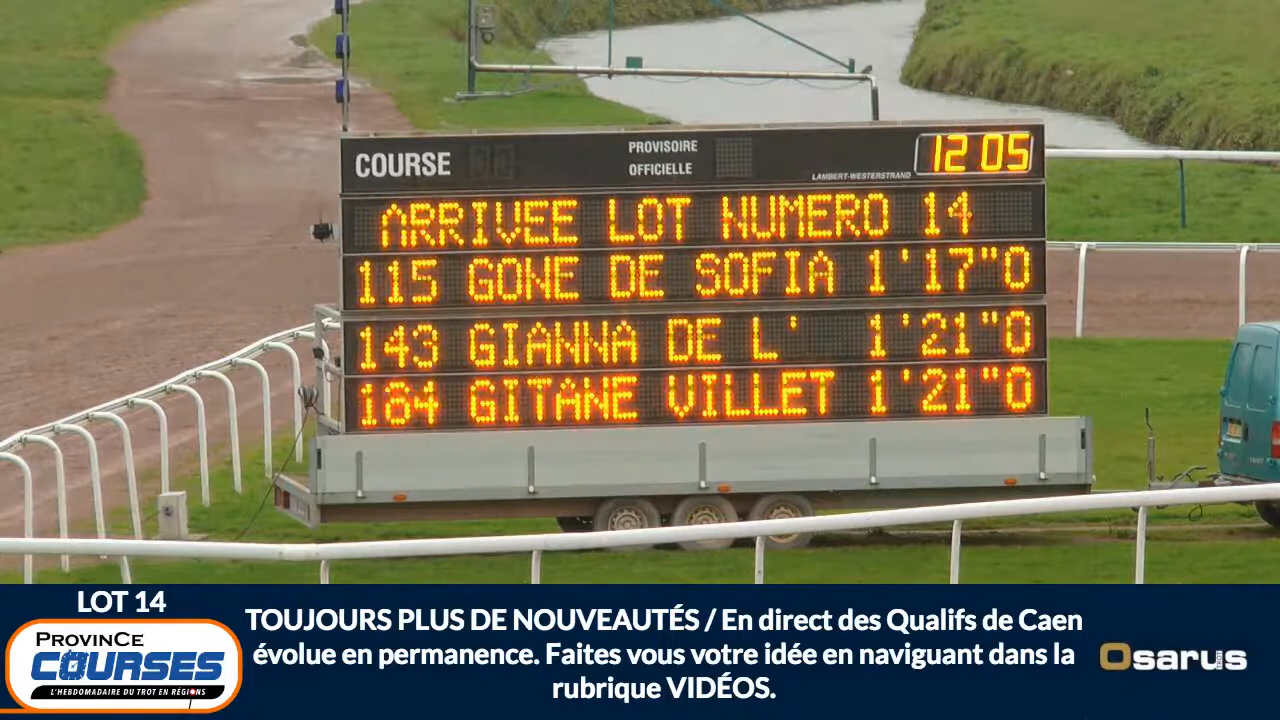 COURSE
PROVISOIRE
OFFICIELLE
LAMBERT-WESTERSTRAND
12 05
ARRIVEE LOT NUMERO 14
115 GONE DE SOFIA 1'17"0
143 GIANNA DE L' 1'21"0
184 GITANE VILLET 1'21"0
LOT 14
PROVINCE
COURSES
L'HEBDOMADAIRE DU TROT EN RÉGIONS
TOUJOURS PLUS DE NOUVEAUTÉS / En direct des Qualifs de Caen
évolue en permanence. Faites vous votre idée en naviguant dans la
rubrique VIDÉOS.
Osarus